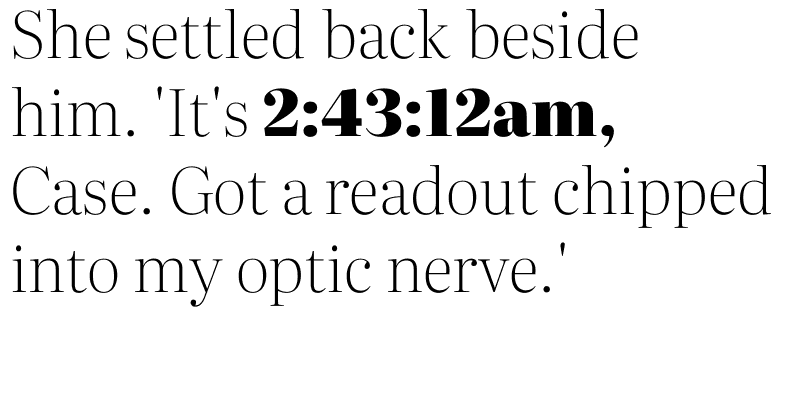 She settled back beside
him. 'It's 2:43:12am,
Case. Got a readout chipped
into my optic nerve.'